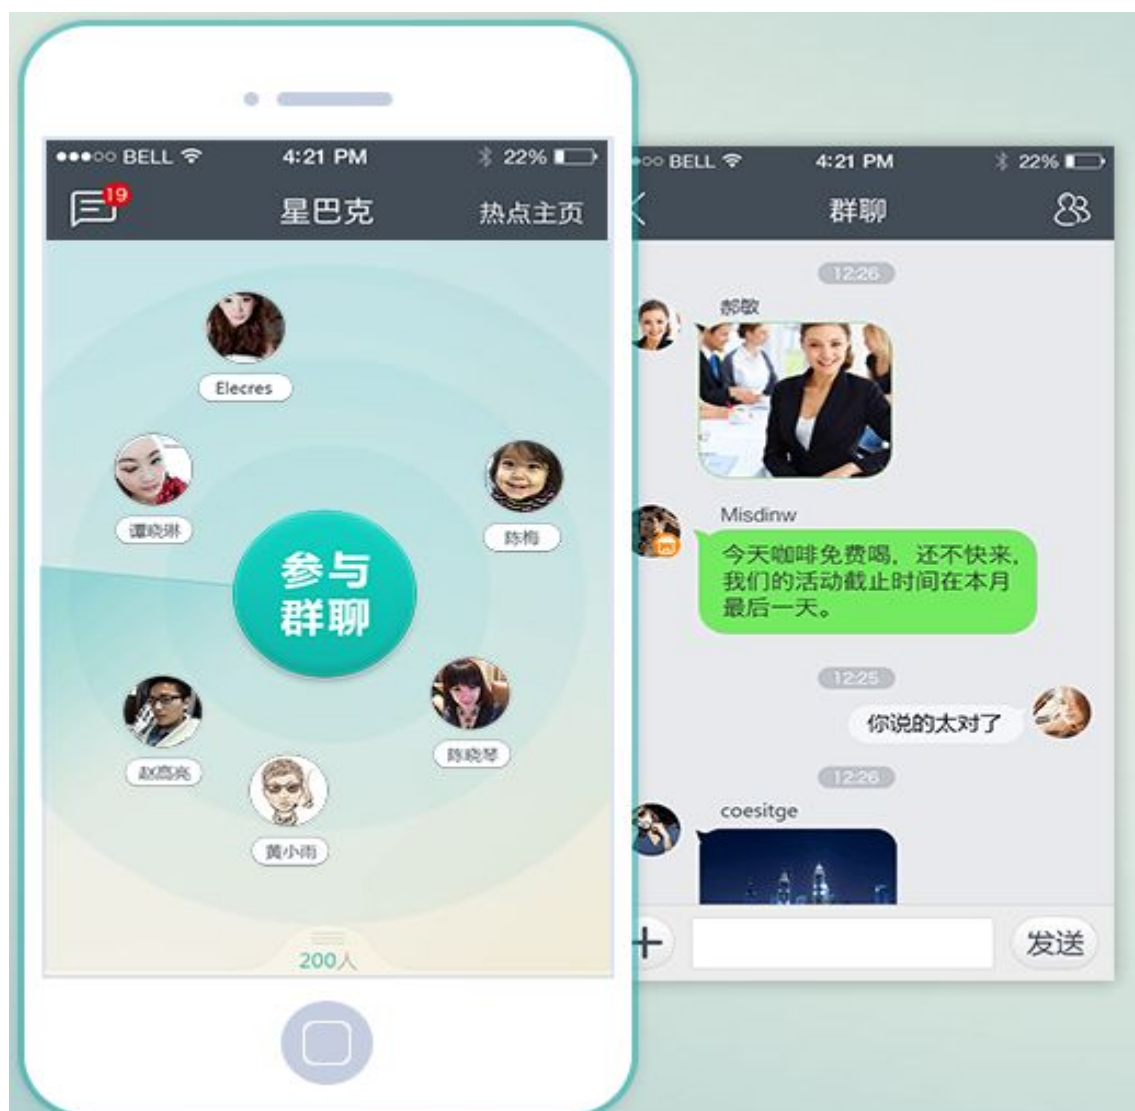 BELL 4:21 PM 22%
19
星巴克
热点主页
Elecres
谭晓琳
陈梅
参与
群聊
陈晓琴
赵高亮
黄小雨
200人
BELL 4:21 PM 22%
群聊
12:26
郝敏
Misdinw
今天咖啡免费喝，还不快来，
我们的活动截止时间在本月
最后一天。
12:25
你说的太对了
12:26
coesitge
发送